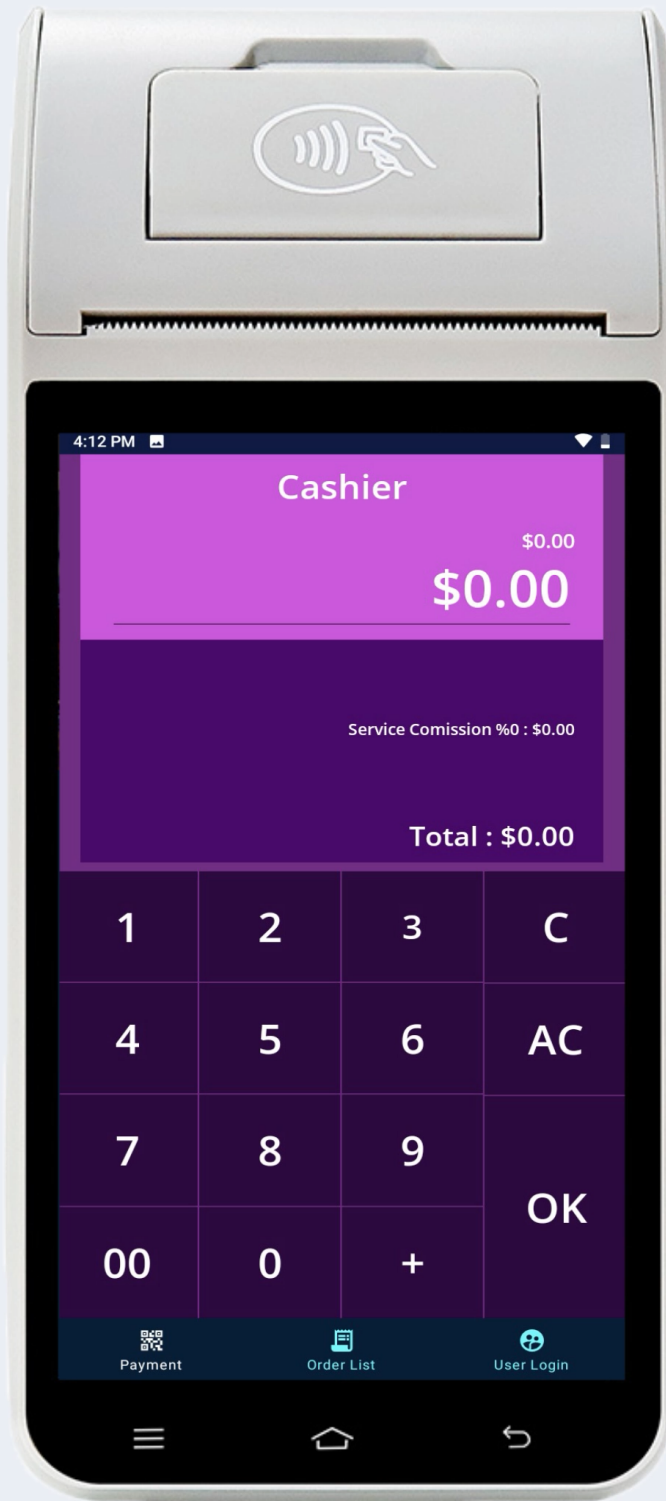 4:12 PM
Cashier
$0.00
$0.00
Service Comission %0 : $0.00
Total : $0.00
1 2 3 C
4 5 6 AC
7 8 9
OK
00 0 +
Payment Order List User Login